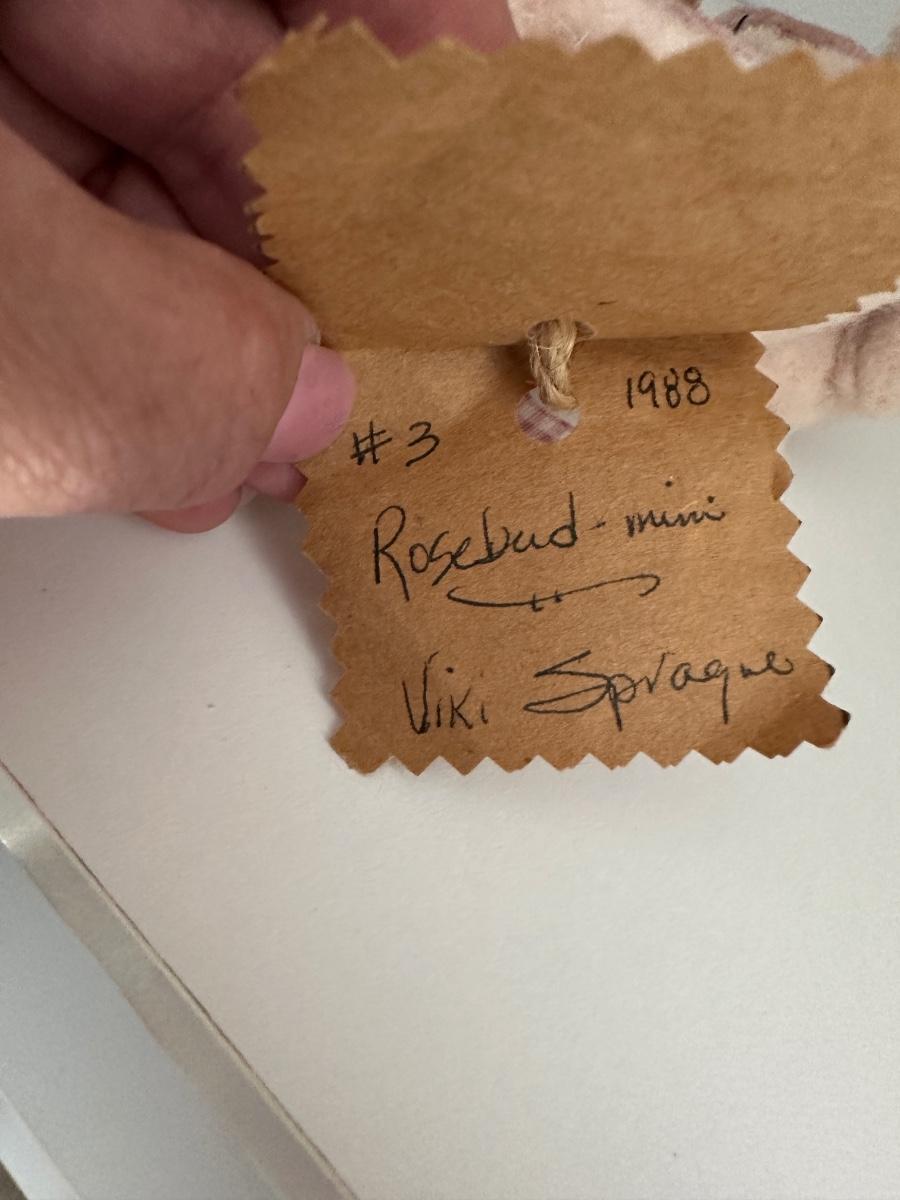 1988
#3
Rosebud-mini
Viki Sprague